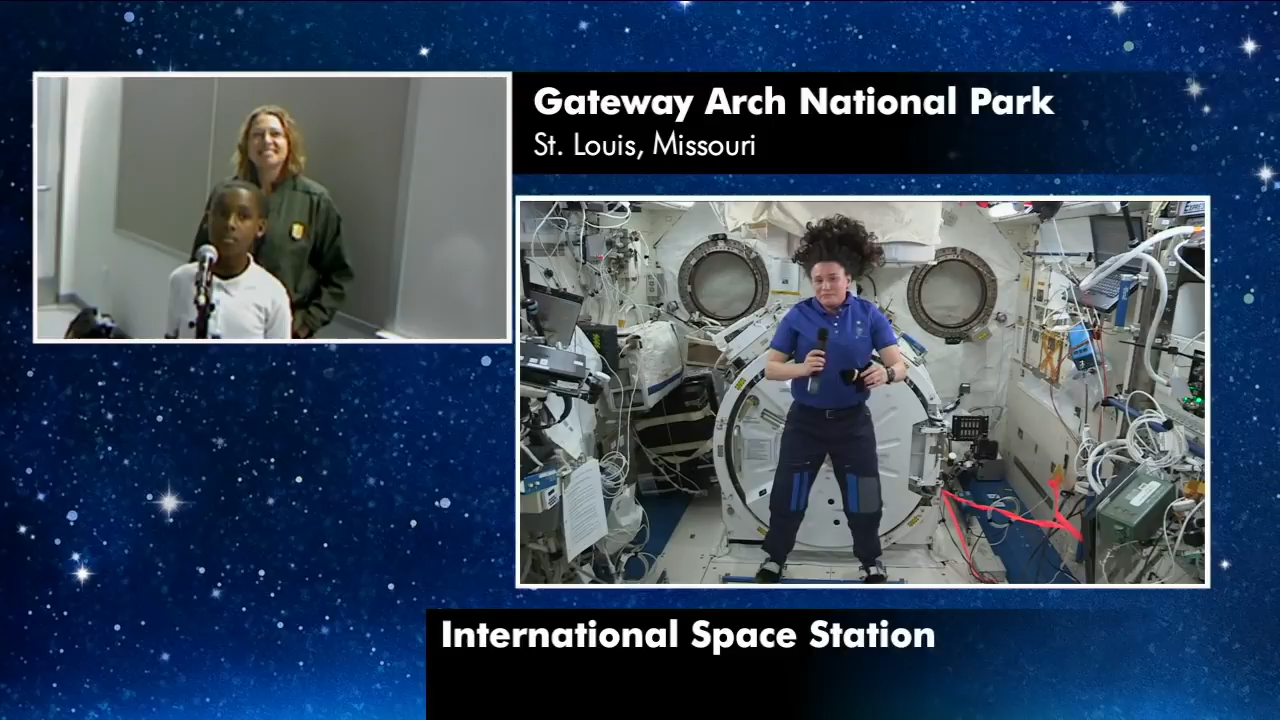 Gateway Arch National Park
St. Louis, Missouri
International Space Station